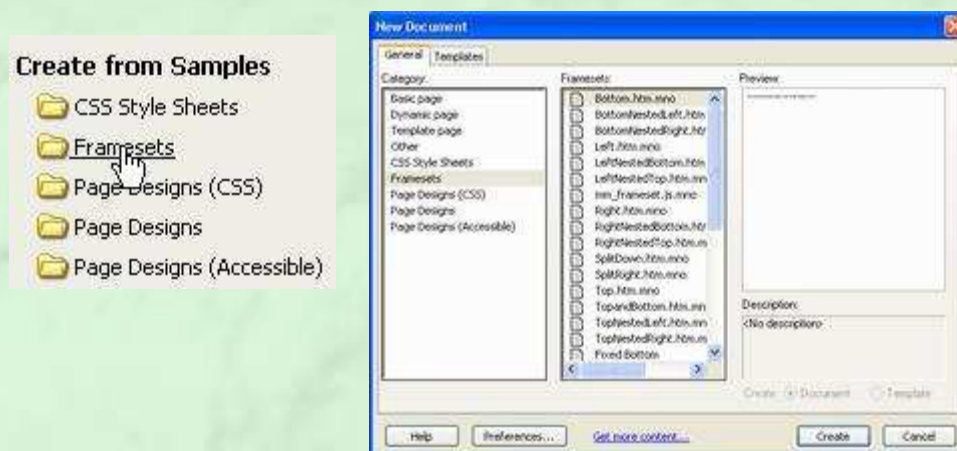 Create from Samples
CSS Style Sheets
Framesets
Page Designs (CSS)
Page Designs
Page Designs (Accessible)
New Document
General
Templates
Category:
Basic page
Dynamic page
Template page
Other
CSS Style Sheets
Framesets
Page Designs (CSS)
Page Designs
Page Designs (Accessible)
Framesets:
Bottom.htm.mno
BottomNestedLeft.htm
BottomNestedRight.ht
Left.htm.mno
LeftNestedBottom.htm
LeftNestedTop.htm.mn
mm_frameset.js.mno
Right.htm.mno
RightNestedBottom.ht
RightNestedTop.htm.m
SplitDown.htm.mno
SplitRight.htm.mno
Top.htm.mno
TopandBottom.htm.mn
TopNestedLeft.htm.mn
TopNestedRight.htm.m
Fixed Bottom
Preview:
Description:
<No description>
Create:
Document
Template
Help
Preferences...
Get more content...
Create
Cancel